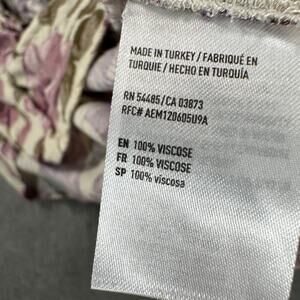 MADE IN TURKEY / FABRIQUÉ EN
TURQUIE / HECHO EN TURQUÍA
RN 54485/CA 03873
RFC# AEM120605U9A
EN 100% VISCOSE
FR 100% VISCOSE
SP 100% viscosa